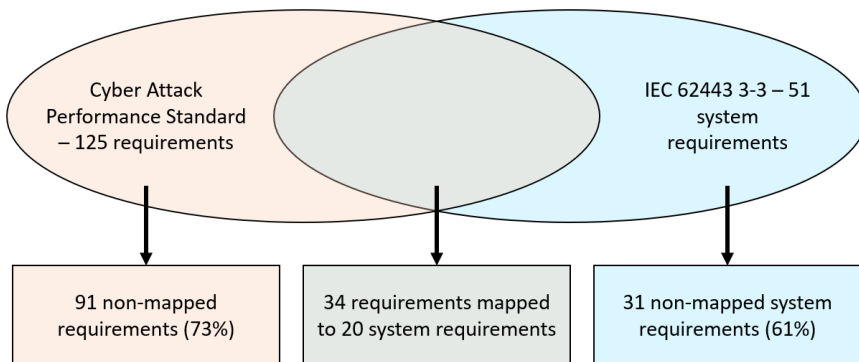 Cyber Attack
Performance Standard
– 125 requirements
IEC 62443 3-3 – 51
system
requirements
91 non-mapped
requirements (73%)
34 requirements mapped
to 20 system requirements
31 non-mapped system
requirements (61%)